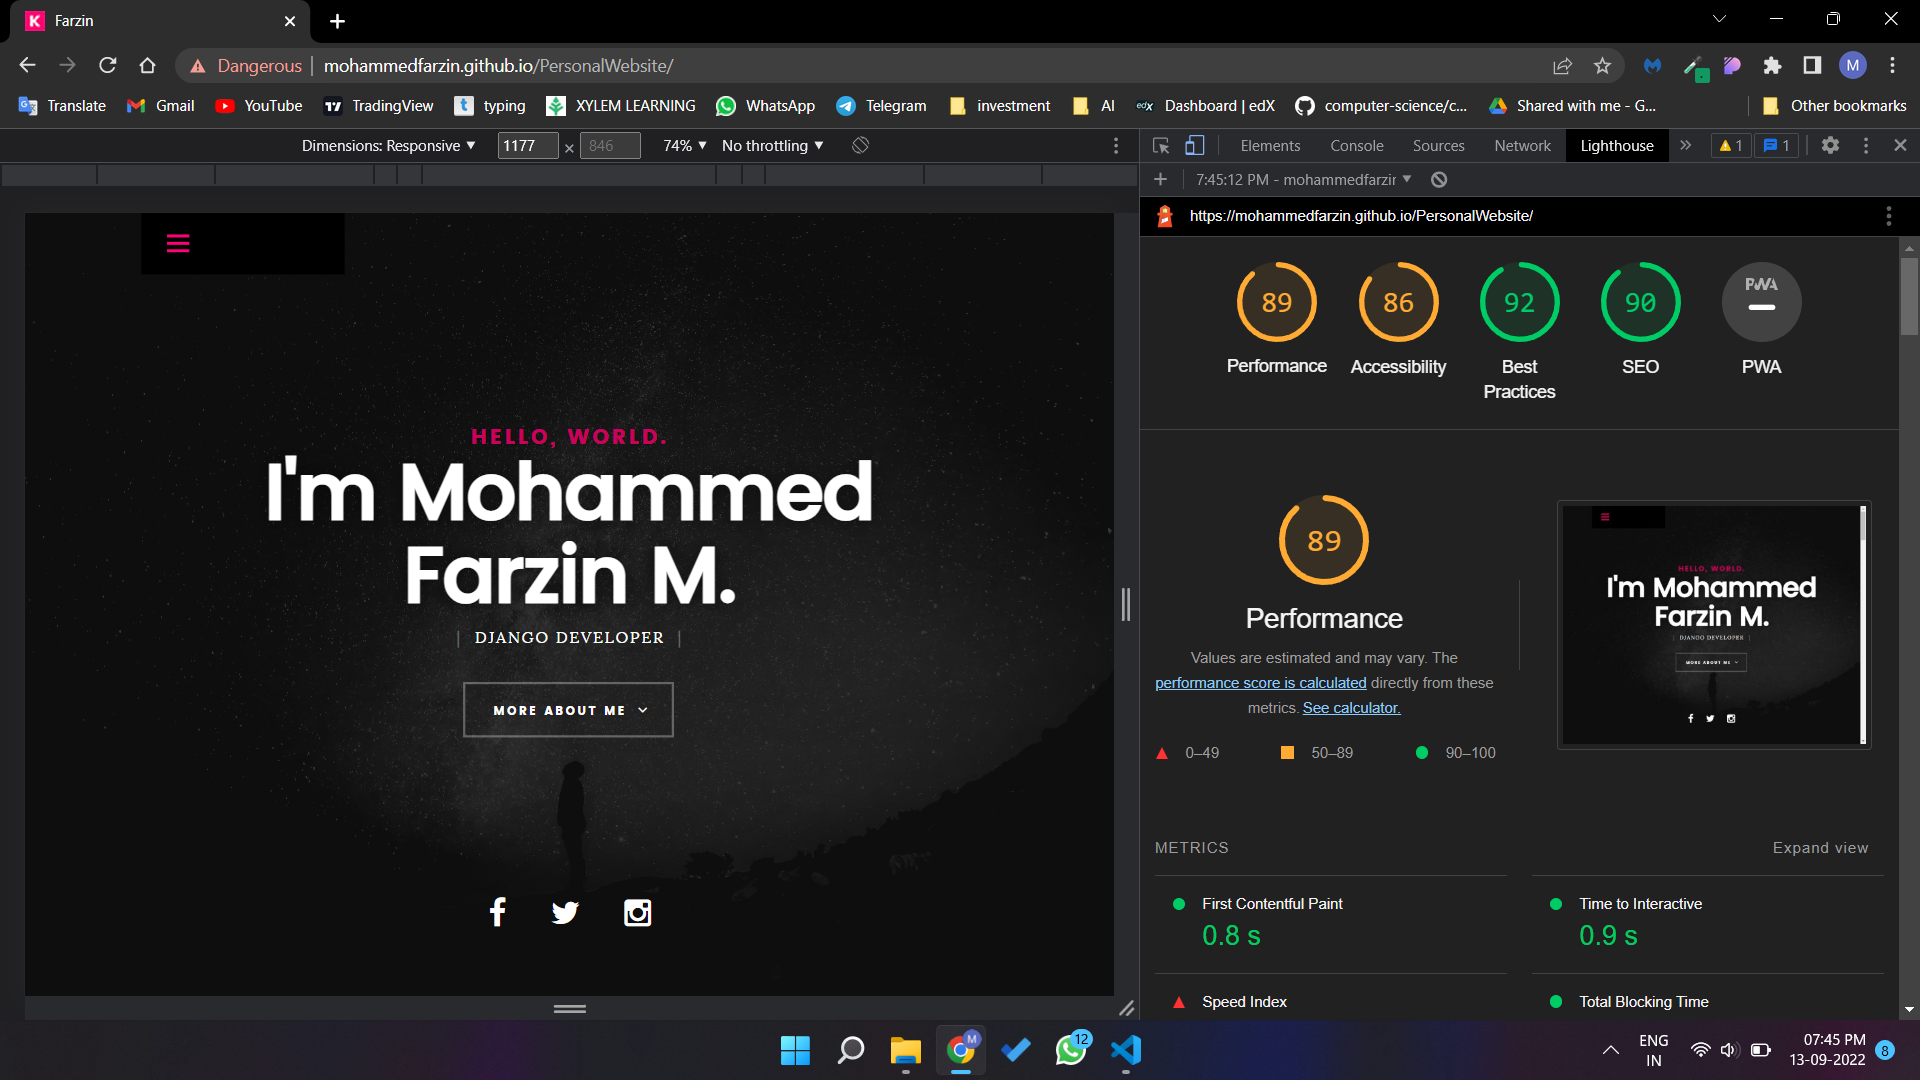 Farzin
Dangerous
mohammedfarzin.github.io/PersonalWebsite/
M
Translate
Gmail
YouTube
TradingView
typing
XYLEM LEARNING
WhatsApp
Telegram
investment
AI
edX
Dashboard | edX
computer-science/c...
Shared with me - G...
Other bookmarks
Dimensions: Responsive
1177
×
846
74%
No throttling
Elements
Console
Sources
Network
Lighthouse
1
1
7:45:12 PM - mohammedfarzir
https://mohammedfarzin.github.io/PersonalWebsite/
HELLO, WORLD.
I'm Mohammed
Farzin M.
| DJANGO DEVELOPER |
MORE ABOUT ME
89
Performance
86
Accessibility
92
Best
Practices
90
SEO
PWA
PWA
89
Performance
Values are estimated and may vary. The
performance score is calculated directly from these
metrics. See calculator.
0–49
50–89
90–100
HELLO, WORLD.
I'm Mohammed
Farzin M.
| DJANGO DEVELOPER |
MORE ABOUT ME
METRICS
Expand view
First Contentful Paint
0.8 s
Time to Interactive
0.9 s
Speed Index
Total Blocking Time
M
12
ENG
IN
07:45 PM
13-09-2022
8